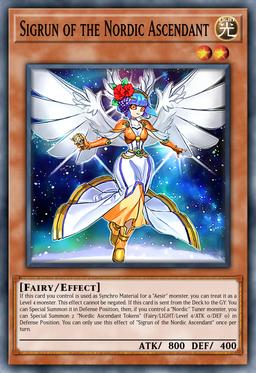 SIGRUN OF THE NORDIC ASCENDANT
光
[FAIRY/EFFECT]
If this card you control is used as Synchro Material for a "Aesir" monster, you can treat it as a
Level 4 monster. This effect cannot be negated. If this card is sent from the Deck to the GY: You
can Special Summon it in Defense Position, then, if you control a "Nordic" Tuner monster, you
can Special Summon 2 "Nordic Ascendant Tokens" (Fairy/LIGHT/Level 4/ATK 0/DEF 0) in
Defense Position. You can only use this effect of "Sigrun of the Nordic Ascendant" once per
turn.
ATK/ 800 DEF/ 400